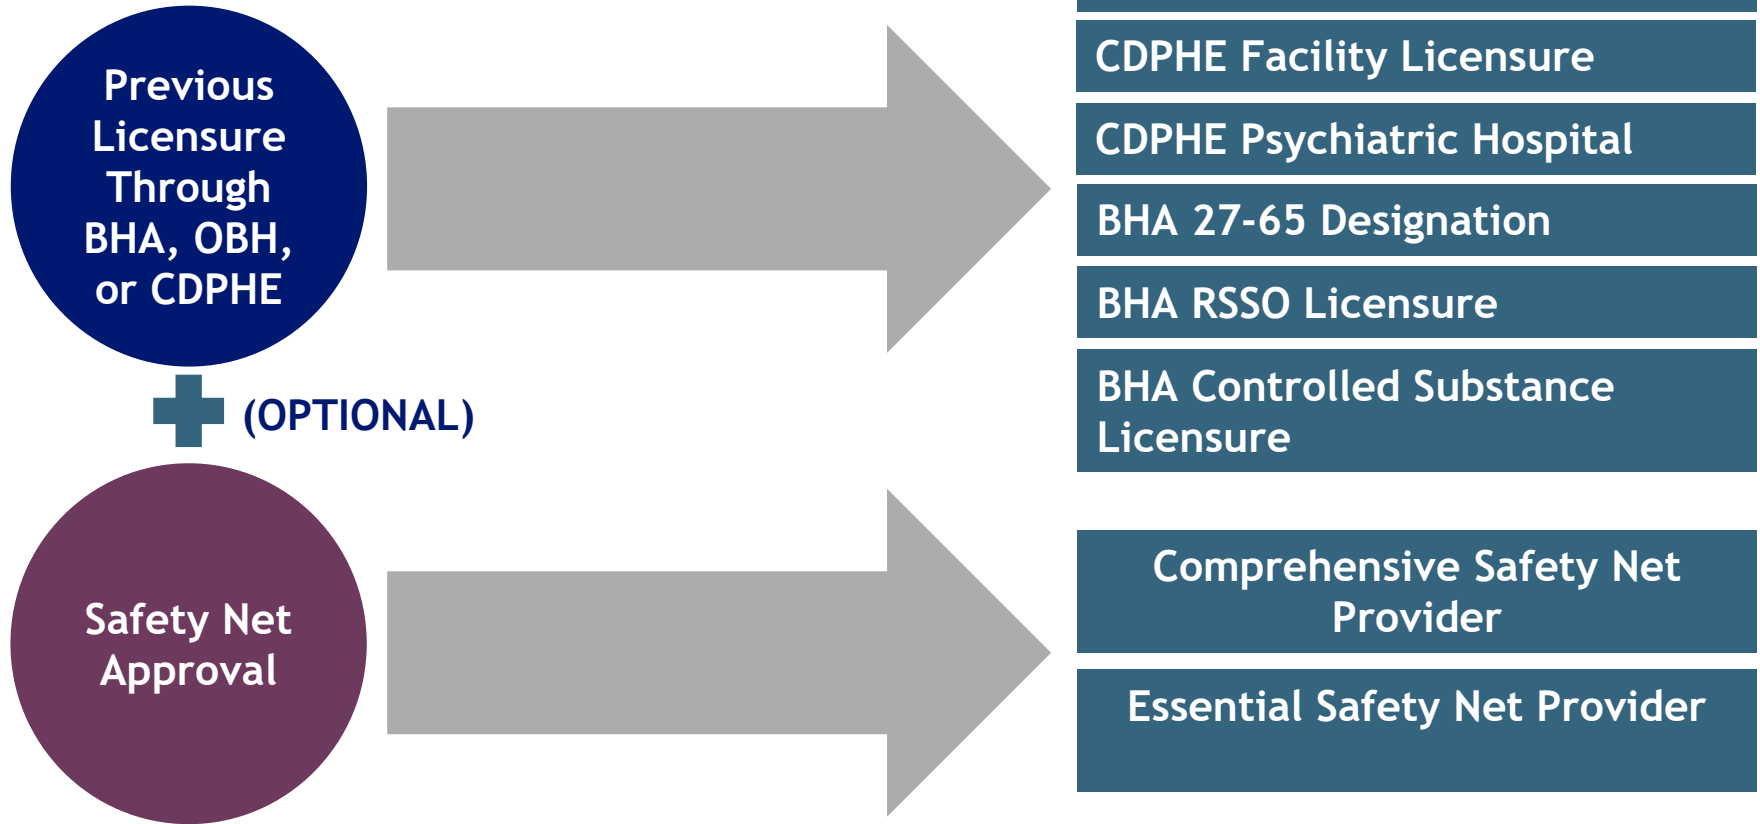 Previous
Licensure
Through
BHA, OBH,
or CDPHE
CDPHE Facility Licensure
CDPHE Psychiatric Hospital
BHA 27-65 Designation
BHA RSSO Licensure
BHA Controlled Substance
Licensure
(OPTIONAL)
Safety Net
Approval
Comprehensive Safety Net
Provider
Essential Safety Net Provider